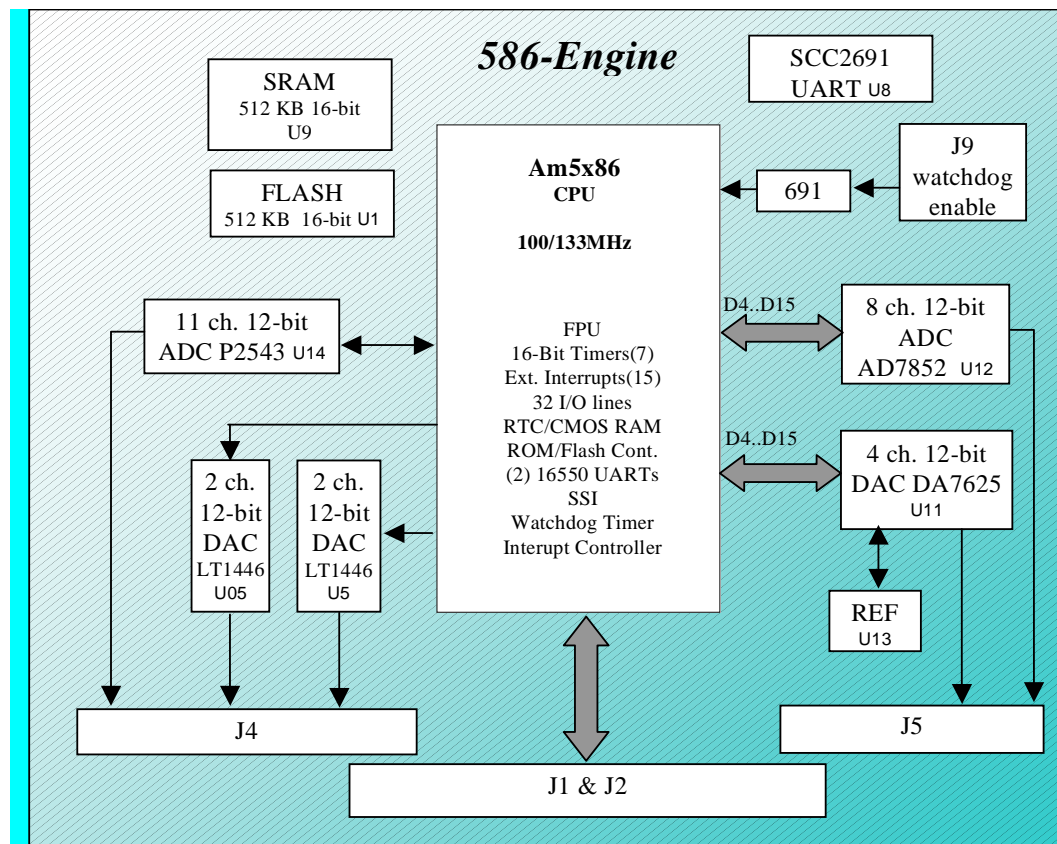 586-Engine
SCC2691
UART U8
SRAM
512 KB 16-bit
U9
FLASH
512 KB 16-bit U1
Am5x86
CPU
100/133MHz
FPU
16-Bit Timers(7)
Ext. Interrupts(15)
32 I/O lines
RTC/CMOS RAM
ROM/Flash Cont.
(2) 16550 UARTs
SSI
Watchdog Timer
Interupt Controller
691
J9
watchdog
enable
11 ch. 12-bit
ADC P2543 U14
D4..D15
8 ch. 12-bit
ADC
AD7852 U12
D4..D15
4 ch. 12-bit
DAC DA7625
U11
2 ch.
12-bit
DAC
LT1446
U05
2 ch.
12-bit
DAC
LT1446
U5
REF
U13
J4
J5
J1 & J2